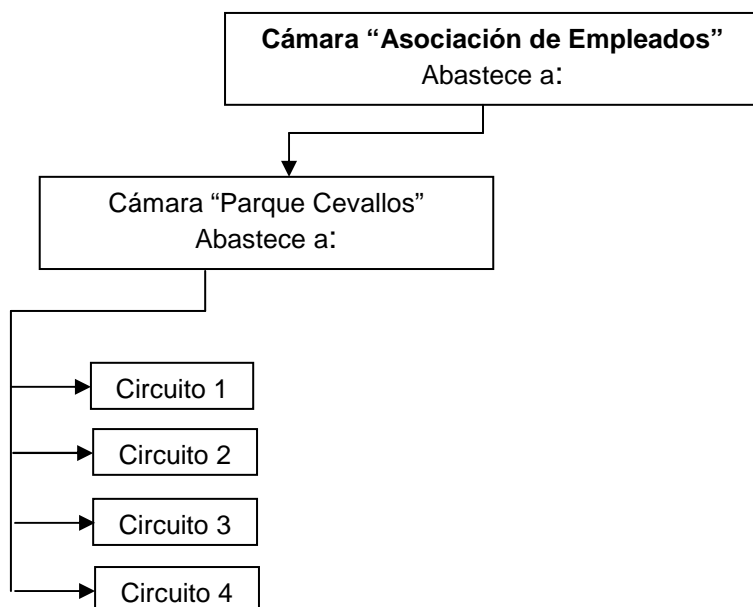 Cámara “Asociación de Empleados”
Abastece a:
Cámara “Parque Cevallos”
Abastece a:
Circuito 1
Circuito 2
Circuito 3
Circuito 4